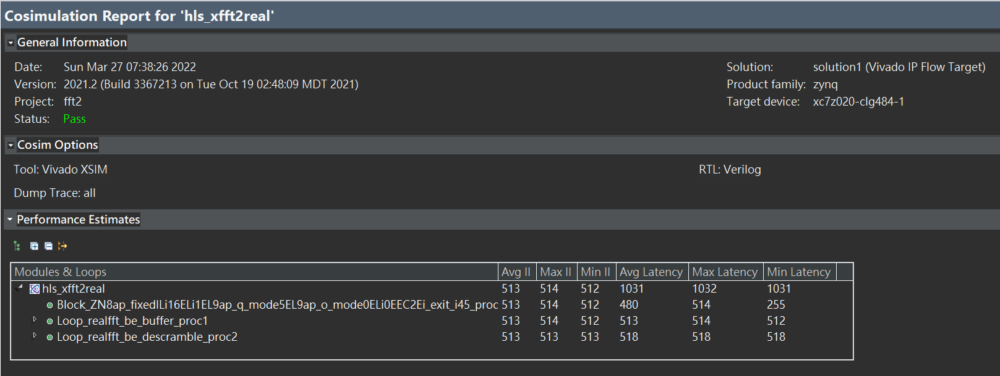 Cosimulation Report for 'hls_xfft2real'
General Information
Date: Sun Mar 27 07:38:26 2022 Solution: solution1 (Vivado IP Flow Target)
Version: 2021.2 (Build 3367213 on Tue Oct 19 02:48:09 MDT 2021) Product family: zynq
Project: fft2 Target device: xc7z020-clg484-1
Status: Pass
Cosim Options
Tool: Vivado XSIM RTL: Verilog
Dump Trace: all
Performance Estimates
Modules & Loops Avg II Max II Min II Avg Latency Max Latency Min Latency
hls_xfft2real 513 514 512 1031 1032 1031
Block_ZN8ap_fixedILi16ELi1EL9ap_q_mode5EL9ap_o_mode0ELi0EEC2Ei_exit_i45_proc 513 514 512 480 514 255
Loop_realfft_be_buffer_proc1 513 514 512 513 514 512
Loop_realfft_be_descramble_proc2 513 513 513 518 518 518